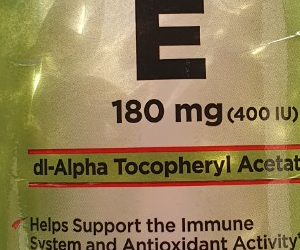 E
180 mg (400 IU)
dl-Alpha Tocopheryl Acetat
Helps Support the Immune
System and Antioxidant Activity